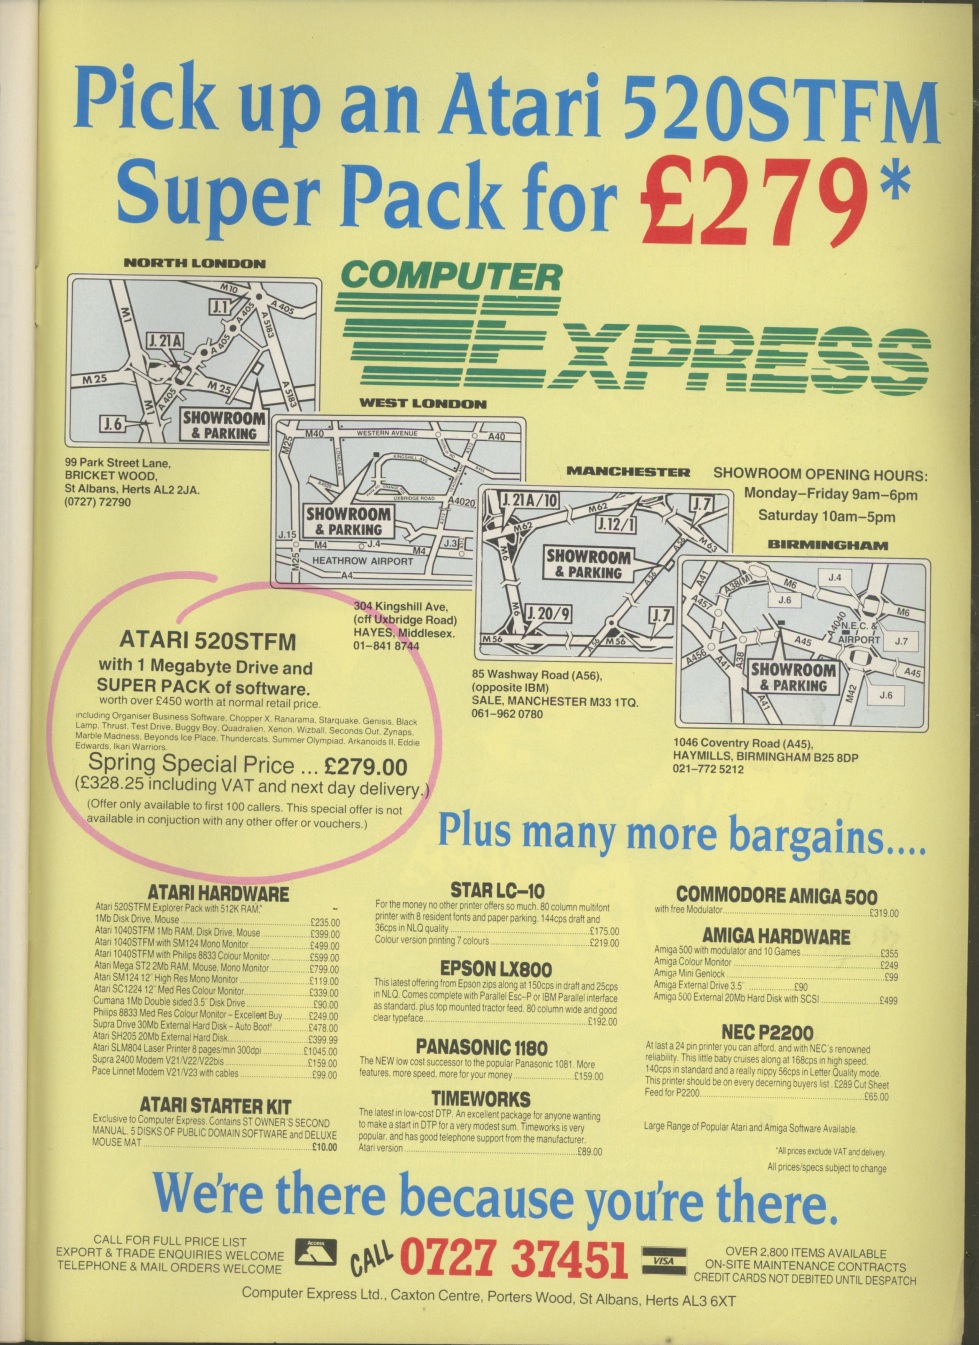 Pick up an Atari 520STFM
Super Pack for £279*
COMPUTER
EXPRESS
NORTH LONDON
M10
J.1
A 405
A 405
A 5183
M1
J. 21A
M 25
M 25
A 405
A 5183
M1
J.6
SHOWROOM
& PARKING
99 Park Street Lane,
BRICKET WOOD,
St Albans, Herts AL2 2JA.
(0727) 72790
WEST LONDON
M25
M40
WESTERN AVENUE
A40
KINGSHILL AVE
UXBRIDGE ROAD
A4020
SHOWROOM
& PARKING
J.15
M4
J.4
M4
J.3
M25
HEATHROW AIRPORT
A4
304 Kingshill Ave,
(cff Uxbridge Road)
HAYES, Middlesex.
01–841 8744
MANCHESTER
J. 21A/10
M62
M62
J.12/1
J.7
M63
A56
SHOWROOM
& PARKING
M6
A56
M6
J. 20/9
J.7
M56
A56
M56
85 Washway Road (A56),
(opposite IBM)
SALE, MANCHESTER M33 1TQ.
061–962 0780
SHOWROOM OPENING HOURS:
Monday–Friday 9am–6pm
Saturday 10am–5pm
BIRMINGHAM
A41
A38(M)
M6
J.4
A457
J.6
M6
A4040
N.E.C. &
AIRPORT
J.7
A456
A41
A38
A45
A45
SHOWROOM
& PARKING
M42
J.6
A41
1046 Coventry Road (A45),
HAYMILLS, BIRMINGHAM B25 8DP
021–772 5212
ATARI 520STFM
with 1 Megabyte Drive and
SUPER PACK of software.
worth over £450 worth at normal retail price.
including Organiser Business Software, Chopper X, Ranarama, Starquake, Genisis, Black
Lamp, Thrust, Test Drive, Buggy Boy, Quadralien, Xenon, Wizball, Seconds Out, Zynaps,
Marble Madness, Beyonds Ice Place, Thundercats, Summer Olympiad, Arkanoids II, Eddie
Edwards, Ikari Warriors.
Spring Special Price ... £279.00
(£328.25 including VAT and next day delivery.)
(Offer only available to first 100 callers. This special offer is not
available in conjuction with any other offer or vouchers.)
Plus many more bargains....
ATARI HARDWARE
Atari 520STFM Explorer Pack with 512K RAM,* –
1Mb Disk Drive, Mouse £235.00
Atari 1040STFM 1Mb RAM, Disk Drive, Mouse £399.00
Atari 1040STFM with SM124 Mono Monitor £499.00
Atari 1040STFM with Philips 8833 Colour Monitor £599.00
Atari Mega ST2 2Mb RAM, Mouse, Mono Monitor £799.00
Atari SM124 12" High Res Mono Monitor £119.00
Atari SC1224 12" Med Res Colour Monitor £339.00
Cumana 1Mb Double sided 3.5" Disk Drive £90.00
Philips 8833 Med Res Colour Monitor – Excellent Buy £249.00
Supra Drive 30Mb External Hard Disk – Auto Boot! £478.00
Atari SH205 20Mb External Hard Disk £399.99
Atari SLM804 Laser Printer 8 pages/min 300dpi £1045.00
Supra 2400 Modem V21/V22/V22bis £159.00
Pace Linnet Modem V21/V23 with cables £99.00
ATARI STARTER KIT
Exclusive to Computer Express. Contains ST OWNER'S SECOND
MANUAL, 5 DISKS OF PUBLIC DOMAIN SOFTWARE and DELUXE
MOUSE MAT £10.00
STAR LC–10
For the money no other printer offers so much. 80 column multifont
printer with 8 resident fonts and paper parking. 144cps draft and
36cps in NLQ quality £175.00
Colour version printing 7 colours £219.00
EPSON LX800
This latest offering from Epson zips along at 150cps in draft and 25cps
in NLQ. Comes complete with Parallel Esc–P or IBM Parallel interface
as standard, plus top mounted tractor feed. 80 column wide and good
clear typeface £192.00
PANASONIC 1180
The NEW low cost successor to the popular Panasonic 1081. More
features, more speed, more for your money £159.00
TIMEWORKS
The latest in low-cost DTP. An excellent package for anyone wanting
to make a start in DTP for a very modest sum. Timeworks is very
popular, and has good telephone support from the manufacturer.
Atari version £89.00
COMMODORE AMIGA 500
with free Modulator £319.00
AMIGA HARDWARE
Amiga 500 with modulator and 10 Games £355
Amiga Colour Monitor £249
Amiga Mini Genlock £99
Amiga External Drive 3.5" £90
Amiga 500 External 20Mb Hard Disk with SCSI £499
NEC P2200
At last a 24 pin printer you can afford, and with NEC's renowned
reliability. This little baby cruises along at 168cps in high speed,
140cps in standard and a really nippy 56cps in Letter Quality mode.
This printer should be on every decerning buyers list. £289 Cut Sheet
Feed for P2200 £65.00
Large Range of Popular Atari and Amiga Software Available.
*All prices exclude VAT and delivery.
All prices/specs subject to change
We're there because you're there.
CALL FOR FULL PRICE LIST
EXPORT & TRADE ENQUIRIES WELCOME
TELEPHONE & MAIL ORDERS WELCOME
Access
CALL 0727 37451
VISA
OVER 2,800 ITEMS AVAILABLE
ON-SITE MAINTENANCE CONTRACTS
CREDIT CARDS NOT DEBITED UNTIL DESPATCH
Computer Express Ltd., Caxton Centre, Porters Wood, St Albans, Herts AL3 6XT